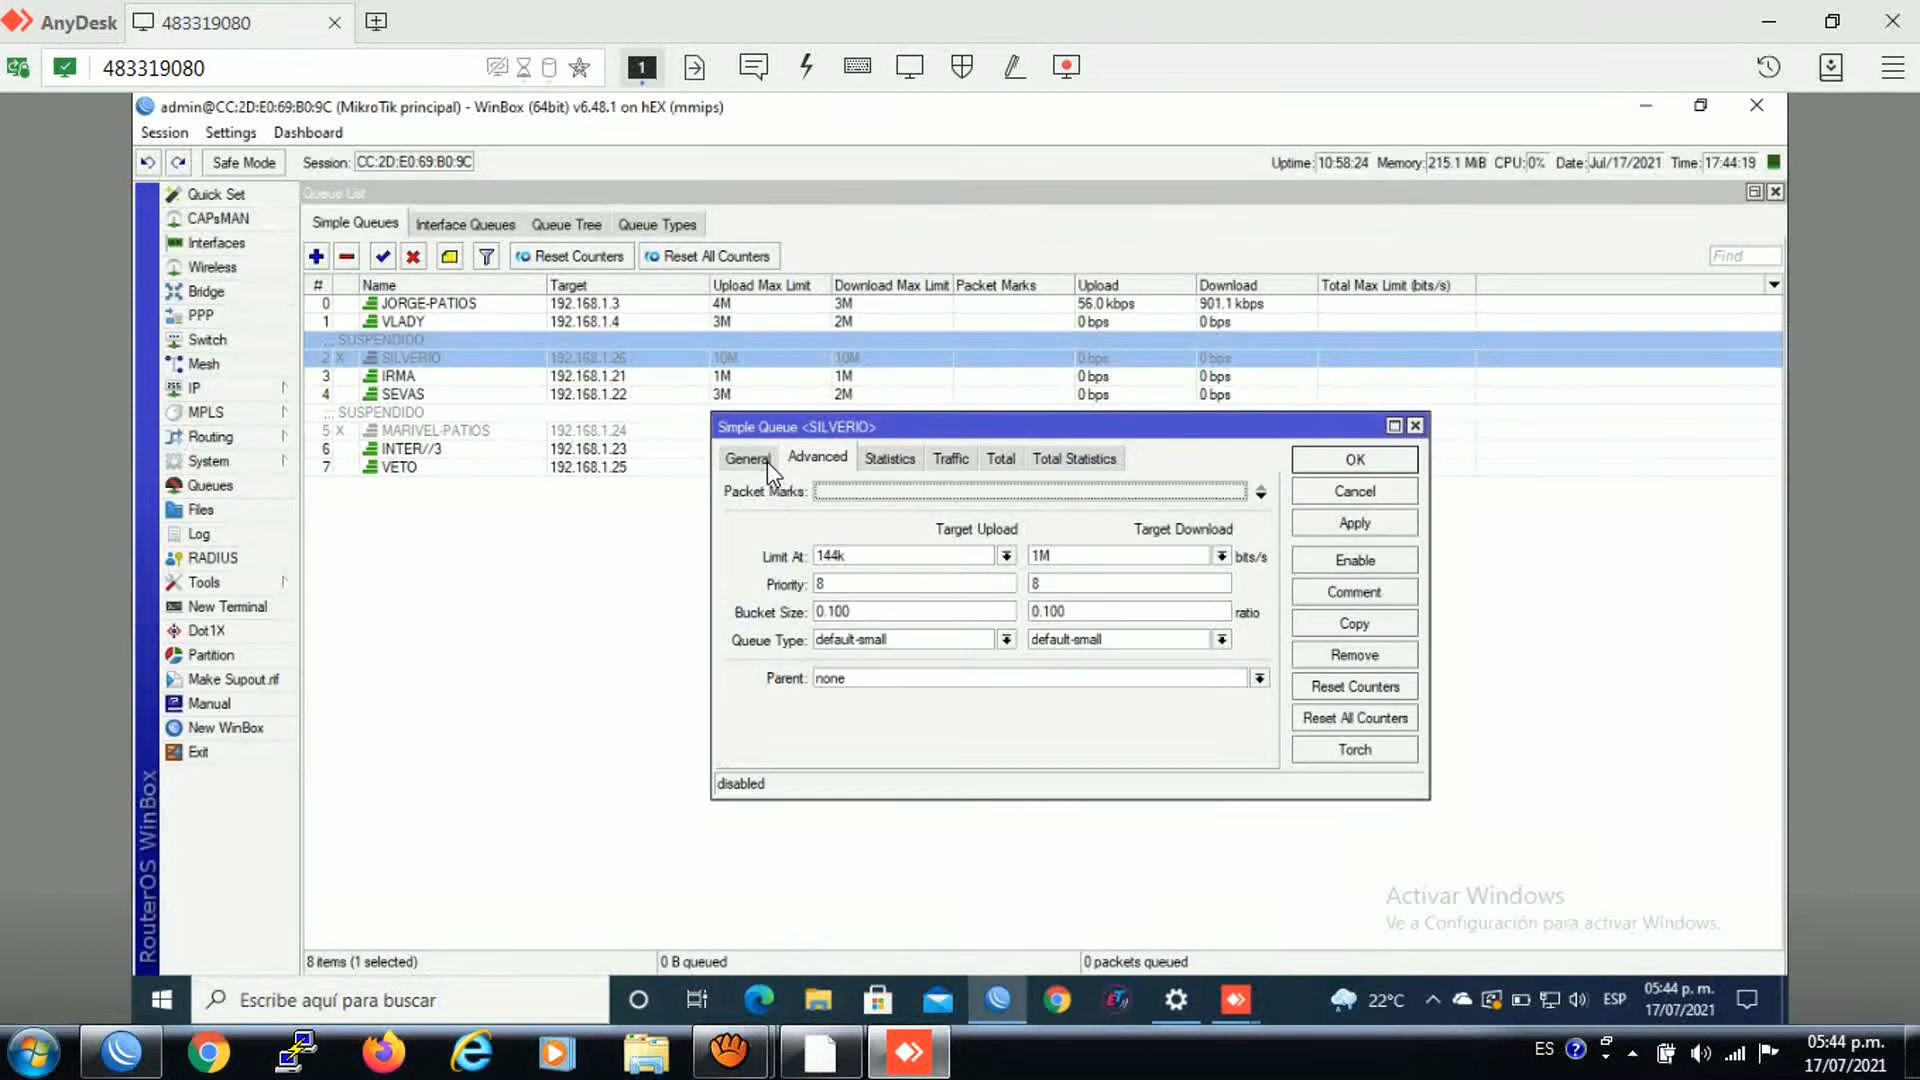 AnyDesk 483319080
483319080 1
admin@CC:2D:E0:69:B0:9C (MikroTik principal) - WinBox (64bit) v6.48.1 on hEX (mmips)
Session Settings Dashboard
Safe Mode Session: CC:2D:E0:69:B0:9C Uptime: 10:58:24 Memory: 215.1 MiB CPU: 0% Date: Jul/17/2021 Time: 17:44:19
Quick Set
CAPsMAN
Interfaces
Wireless
Bridge
PPP
Switch
Mesh
IP
MPLS
Routing
System
Queues
Files
Log
RADIUS
Tools
New Terminal
Dot1X
Partition
Make Supout.rif
Manual
New WinBox
Exit
RouterOS WinBox
Queue List
Simple Queues Interface Queues Queue Tree Queue Types
Reset Counters Reset All Counters Find
# Name Target Upload Max Limit Download Max Limit Packet Marks Upload Download Total Max Limit (bits/s)
0 JORGE-PATIOS 192.168.1.3 4M 3M 56.0 kbps 901.1 kbps
1 VLADY 192.168.1.4 3M 2M 0 bps 0 bps
... SUSPENDIDO
2 X SILVERIO 192.168.1.26 10M 10M 0 bps 0 bps
3 IRMA 192.168.1.21 1M 1M 0 bps 0 bps
4 SEVAS 192.168.1.22 3M 2M 0 bps 0 bps
... SUSPENDIDO
5 X MARIVEL-PATIOS 192.168.1.24
6 INTER//3 192.168.1.23
7 VETO 192.168.1.25
Simple Queue <SILVERIO>
General Advanced Statistics Traffic Total Total Statistics
Packet Marks:
Target Upload Target Download
Limit At: 144k 1M bits/s
Priority: 8 8
Bucket Size: 0.100 0.100 ratio
Queue Type: default-small default-small
Parent: none
OK
Cancel
Apply
Enable
Comment
Copy
Remove
Reset Counters
Reset All Counters
Torch
disabled
Activar Windows
Ve a Configuración para activar Windows.
8 items (1 selected) 0 B queued 0 packets queued
Escribe aquí para buscar 22°C ESP 05:44 p. m.
17/07/2021
ES 05:44 p.m.
17/07/2021